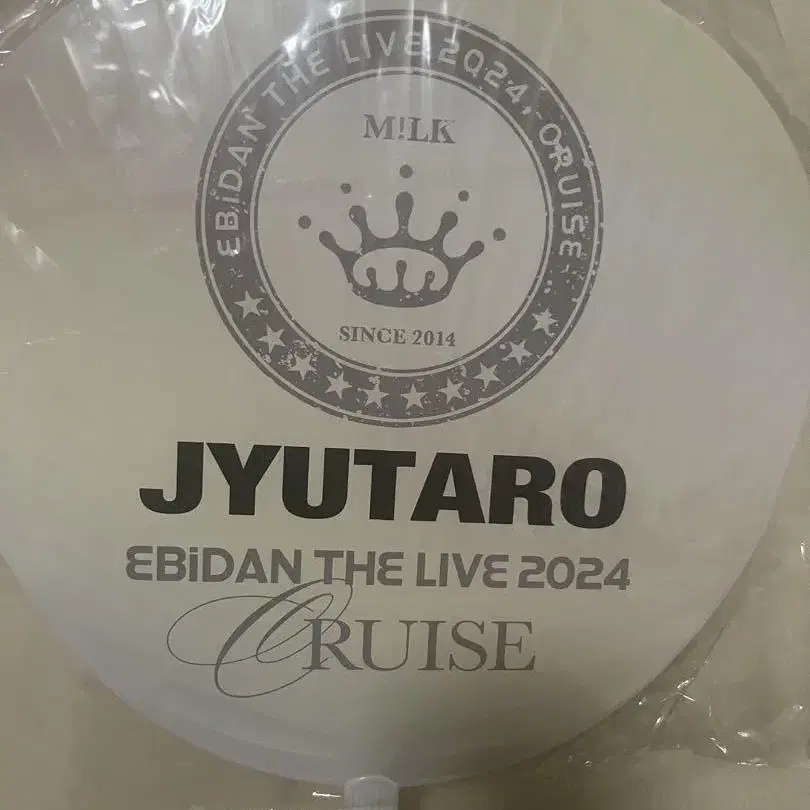 EBiDAN THE LIVE 2024 -CRUISE-
M!LK
SINCE 2014
JYUTARO
EBiDAN THE LIVE 2024
CRUISE